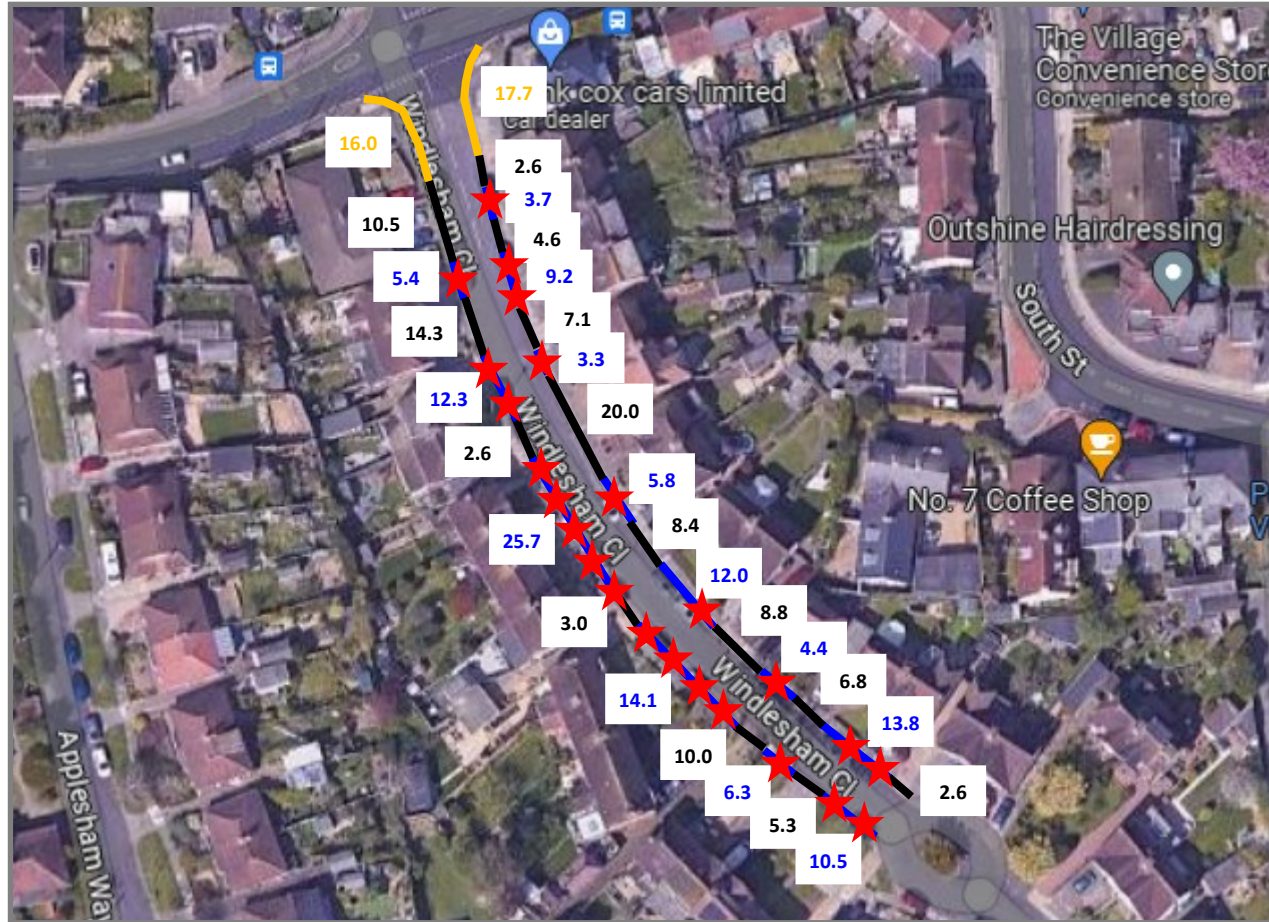 The Village
Convenience Store
Convenience store
17.7
nk cox cars limited
Car dealer
16.0
Windlesham Cl
2.6
3.7
10.5
4.6
Outshine Hairdressing
5.4
9.2
7.1
South St
14.3
3.3
12.3
20.0
Windlesham Cl
2.6
5.8
No. 7 Coffee Shop
P
V
8.4
25.7
12.0
8.8
3.0
4.4
Windlesham Cl
6.8
14.1
13.8
Applesham Way
10.0
6.3
2.6
5.3
10.5